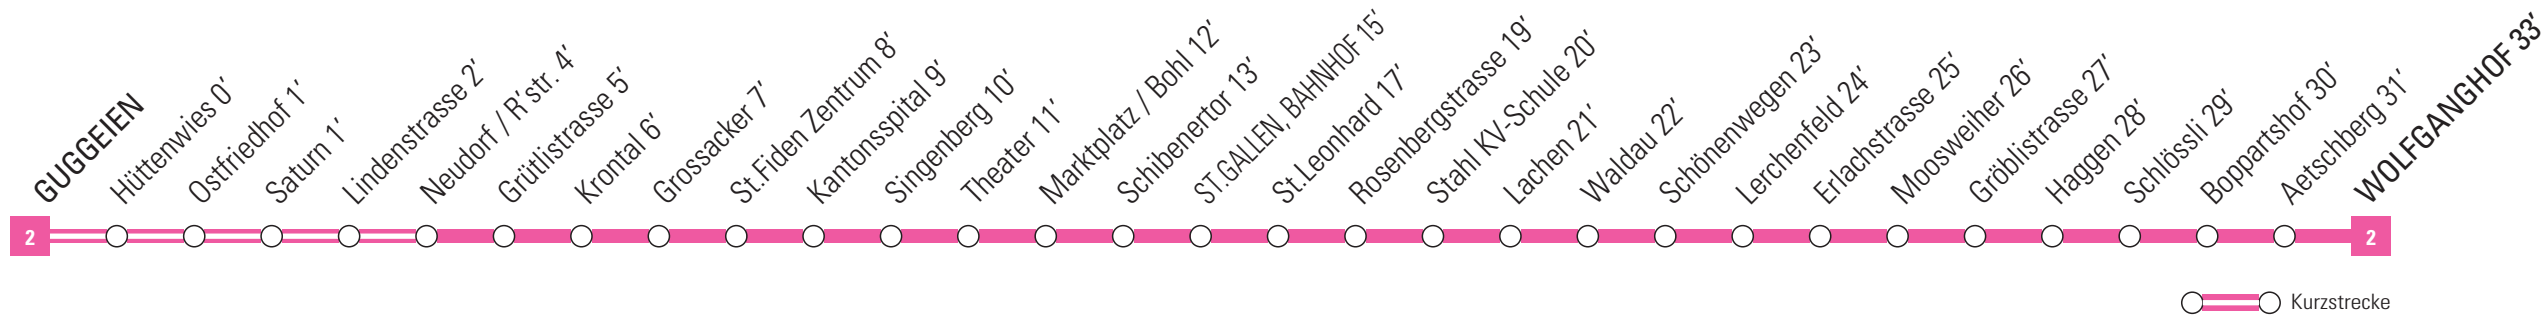 GUGGEIEN
Hüttenwies 0'
Ostfriedhof 1'
Saturn 1'
Lindenstrasse 2'
Neudorf / R'str. 4'
Grütlistrasse 5'
Krontal 6'
Grossacker 7'
St.Fiden Zentrum 8'
Kantonsspital 9'
Singenberg 10'
Theater 11'
Marktplatz / Bohl 12'
Schibenertor 13'
ST.GALLEN, BAHNHOF 15'
St.Leonhard 17'
Rosenbergstrasse 19'
Stahl KV-Schule 20'
Lachen 21'
Waldau 22'
Schönenwegen 23'
Lerchenfeld 24'
Erlachstrasse 25'
Moosweiher 26'
Gröblistrasse 27'
Haggen 28'
Schlössli 29'
Boppartshof 30'
Aetschberg 31'
WOLFGANGHOF 33'
2
2
Kurzstrecke